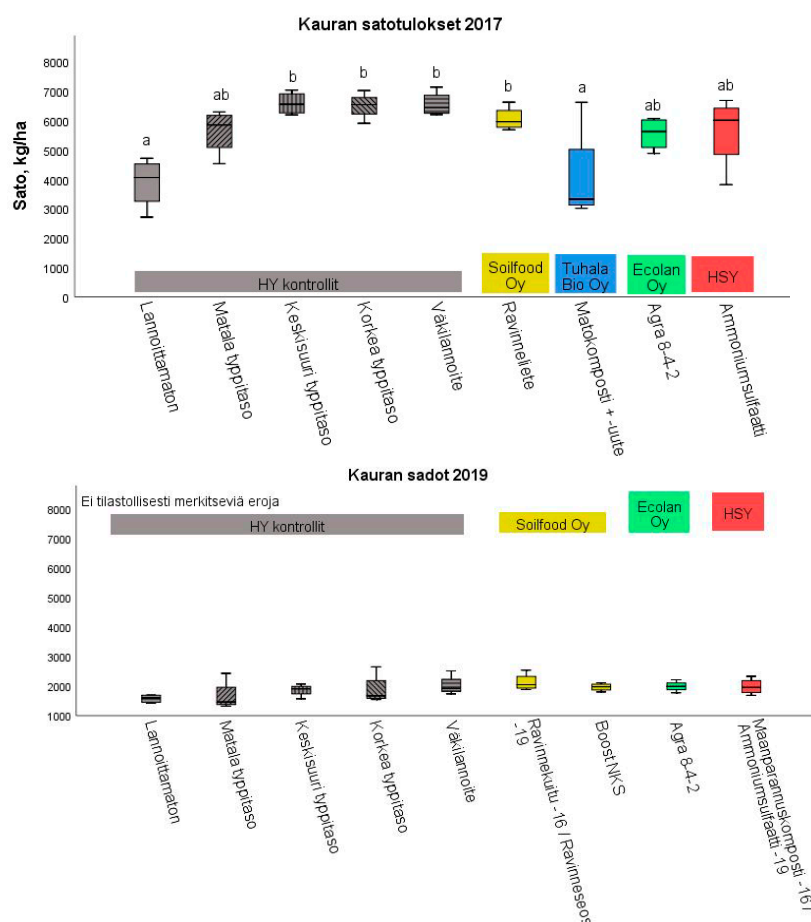 Kauran satotulokset 2017
Sato, kg/ha
8000
7000
6000
5000
4000
3000
2000
1000
0
a
ab
b
b
b
b
a
ab
ab
HY kontrollit
Soilfood
Oy
Tuhala
Bio Oy
Ecolan
Oy
HSY
Lannoittamaton
Matala typpitaso
Keskisuuri typpitaso
Korkea typpitaso
Väkilannoite
Ravinneliete
Matokomposti + -uute
Agra 8-4-2
Ammoniumsulfaatti
Kauran sadot 2019
Ei tilastollisesti merkitseviä eroja
8000
7000
6000
5000
4000
3000
2000
1000
HY kontrollit
Soilfood Oy
Ecolan
Oy
HSY
Lannoittamaton
Matala typpitaso
Keskisuuri typpitaso
Korkea typpitaso
Väkilannoite
Ravinnekuitu -16 / Ravinneseos
-19
Boost NKS
Agra 8-4-2
Maanparannuskomposti -16 /
Ammoniumsulfaatti -19